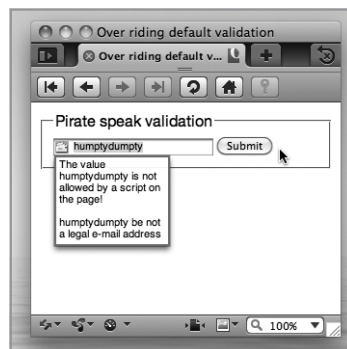 Over riding default validation
Over riding default v...
Pirate speak validation
humptydumpty
Submit
The value
humptydumpty is not
allowed by a script on
the page!
humptydumpty be not
a legal e-mail address
100%